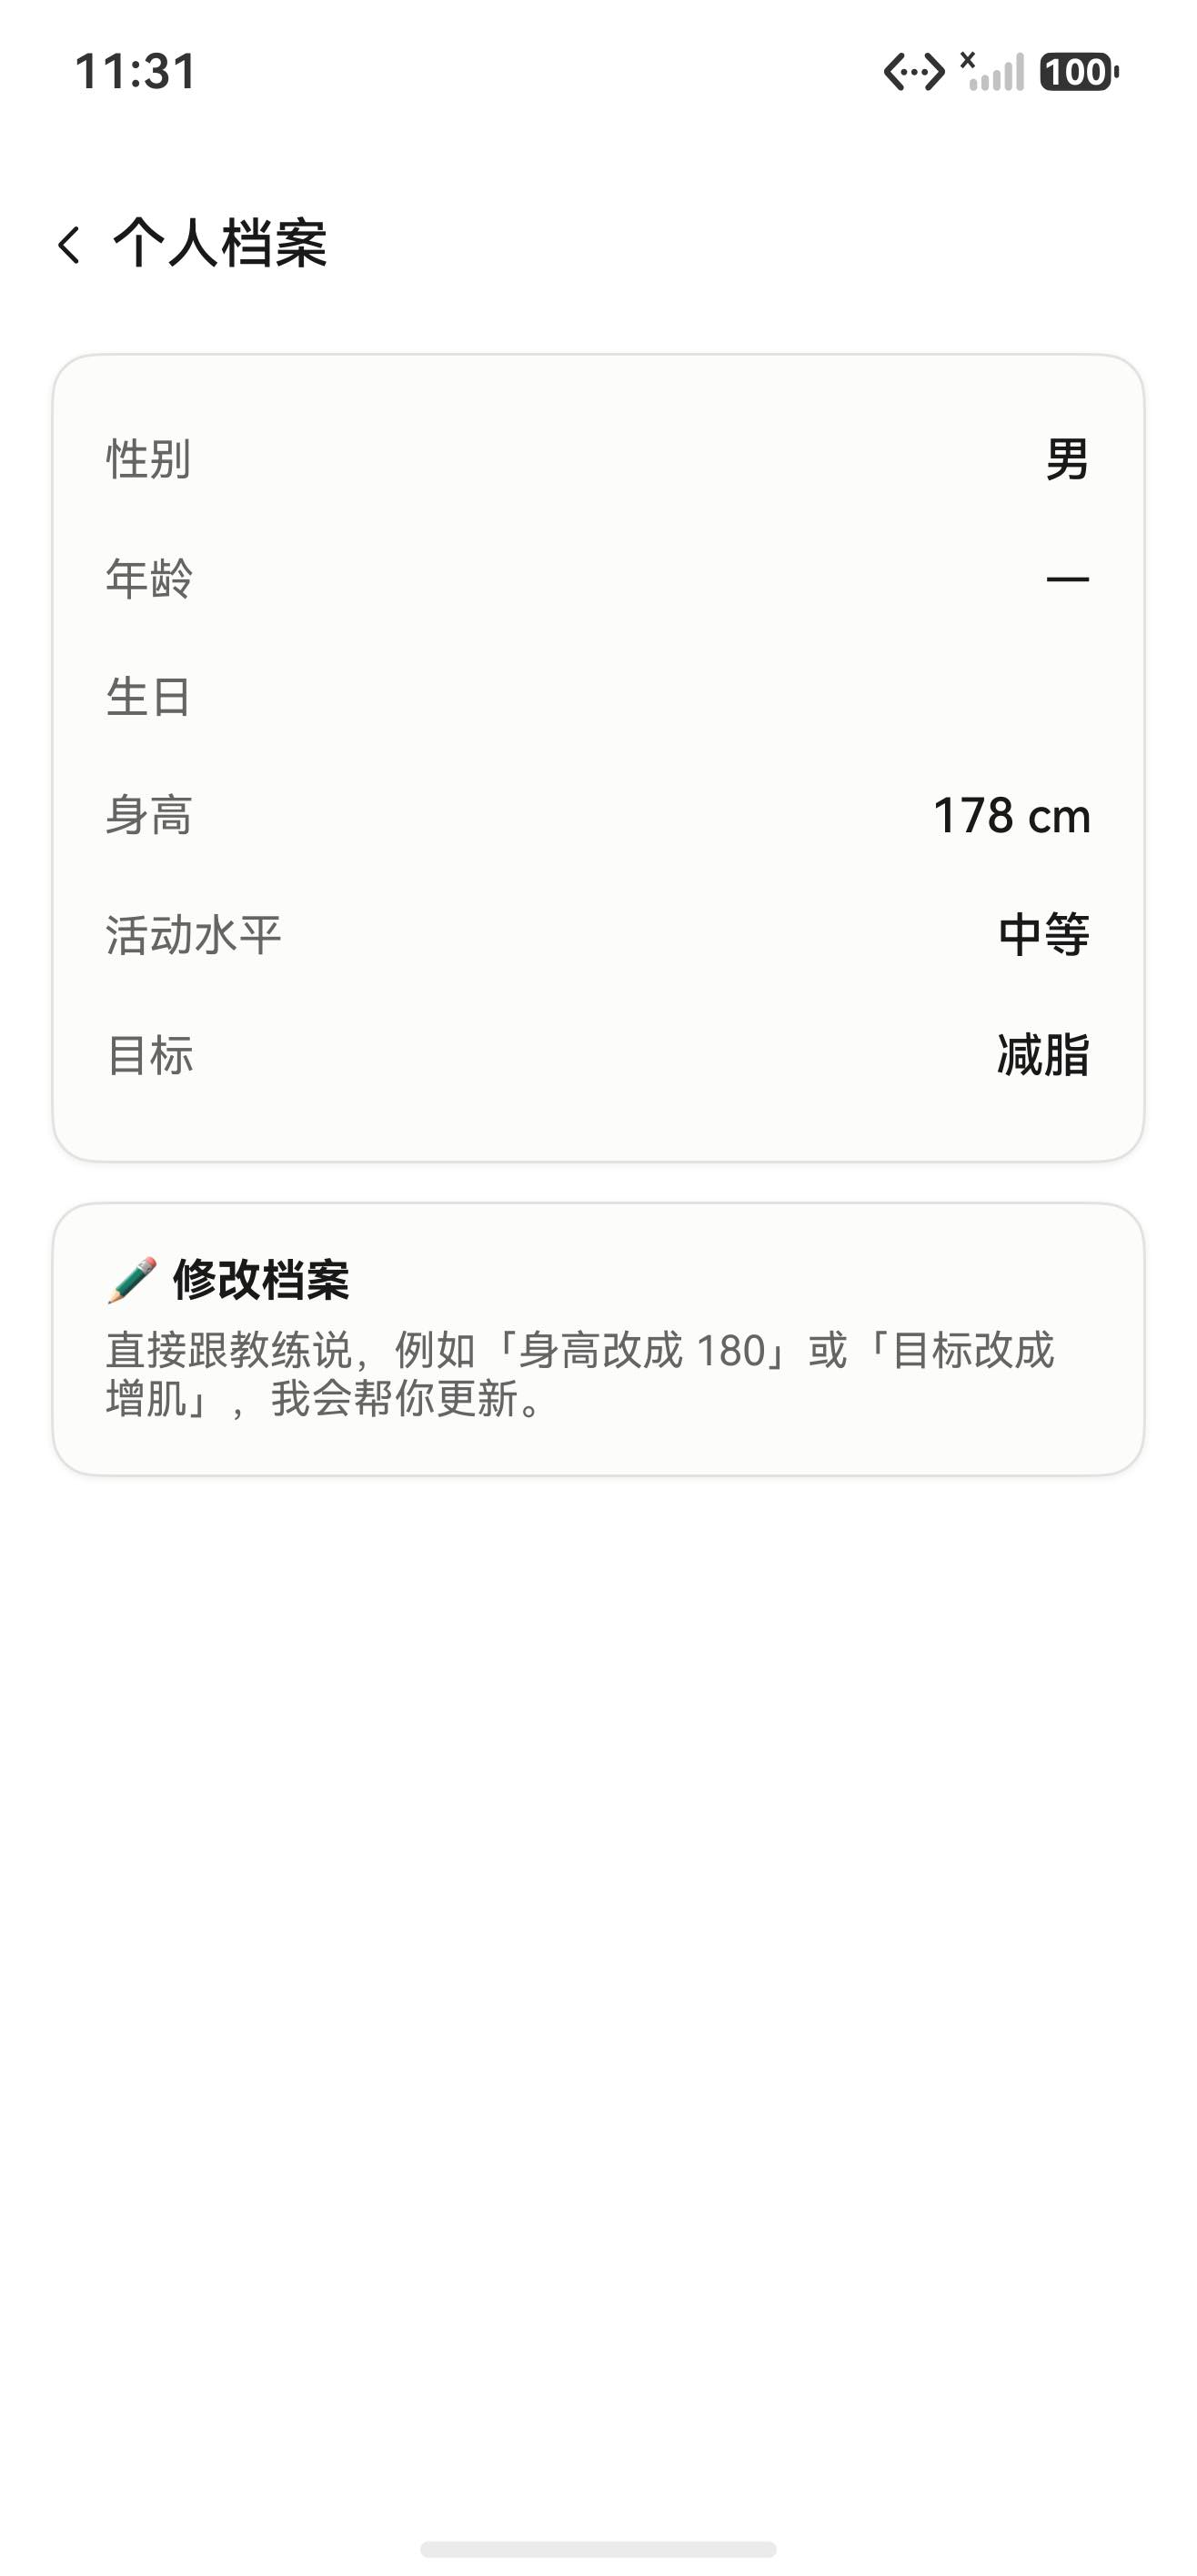 11:31
100
个人档案
性别 男
年龄 —
生日
身高 178 cm
活动水平 中等
目标 减脂
修改档案
直接跟教练说，例如「身高改成 180」或「目标改成
增肌」，我会帮你更新。